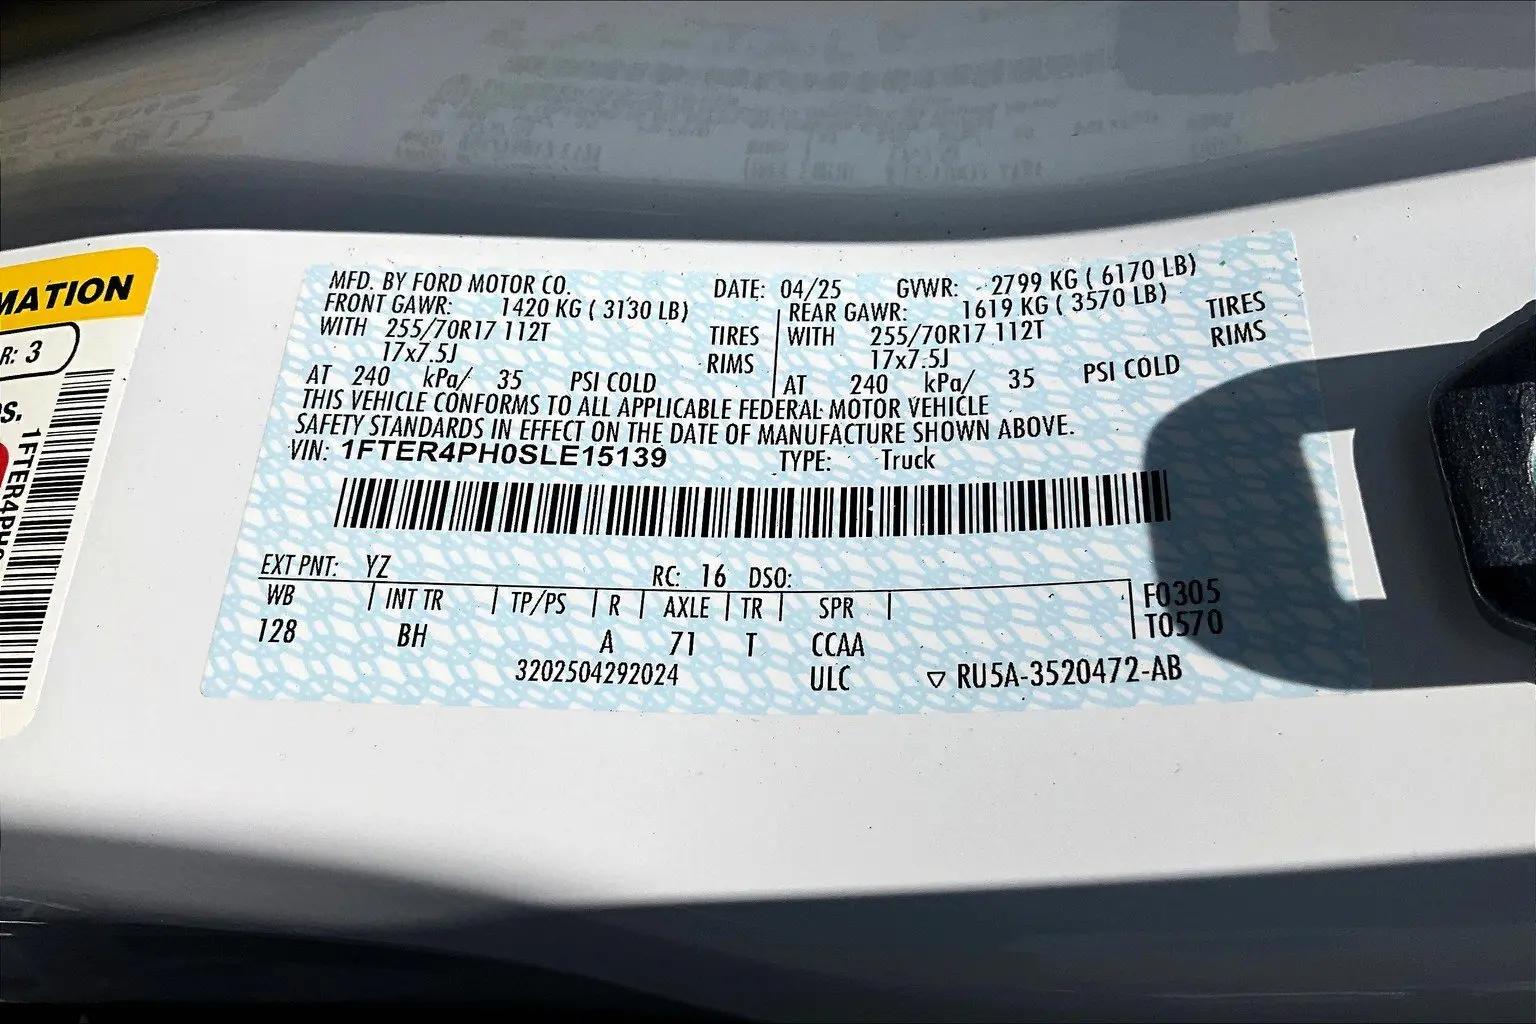 MATION
R: 3
S.
1FTER4PH0
MFD. BY FORD MOTOR CO. DATE: 04/25 GVWR: 2799 KG ( 6170 LB)
FRONT GAWR: 1420 KG ( 3130 LB) REAR GAWR: 1619 KG ( 3570 LB)
WITH 255/70R17 112T TIRES WITH 255/70R17 112T TIRES
17x7.5J RIMS 17x7.5J RIMS
AT 240 kPa/ 35 PSI COLD AT 240 kPa/ 35 PSI COLD
THIS VEHICLE CONFORMS TO ALL APPLICABLE FEDERAL MOTOR VEHICLE
SAFETY STANDARDS IN EFFECT ON THE DATE OF MANUFACTURE SHOWN ABOVE.
VIN: 1FTER4PH0SLE15139 TYPE: Truck
EXT PNT: YZ RC: 16 DSO:
WB INT TR TP/PS R AXLE TR SPR F0305
128 BH A 71 T CCAA T0570
3202504292024 ULC ▽ RU5A-3520472-AB